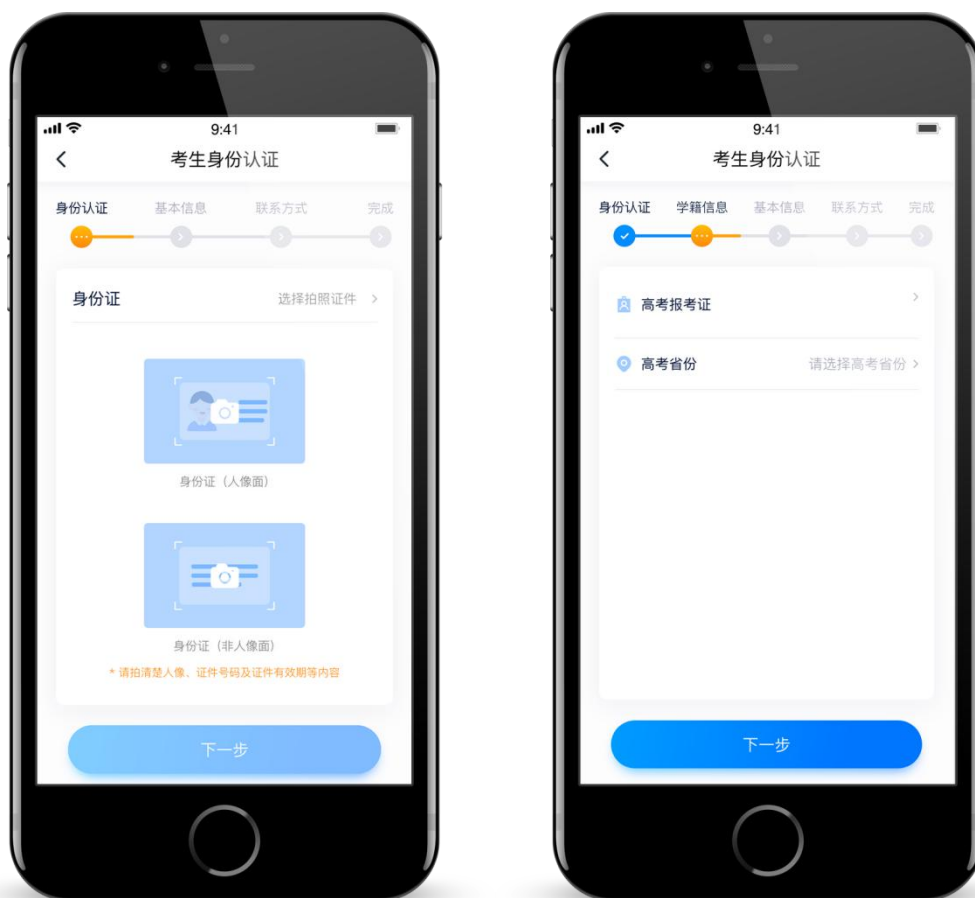 9:41
考生身份认证
身份认证 基本信息 联系方式 完成
身份证 选择拍照证件
身份证（人像面）
身份证（非人像面）
* 请拍清楚人像、证件号码及证件有效期等内容
下一步
9:41
考生身份认证
身份认证 学籍信息 基本信息 联系方式 完成
高考报考证
高考省份 请选择高考省份
下一步